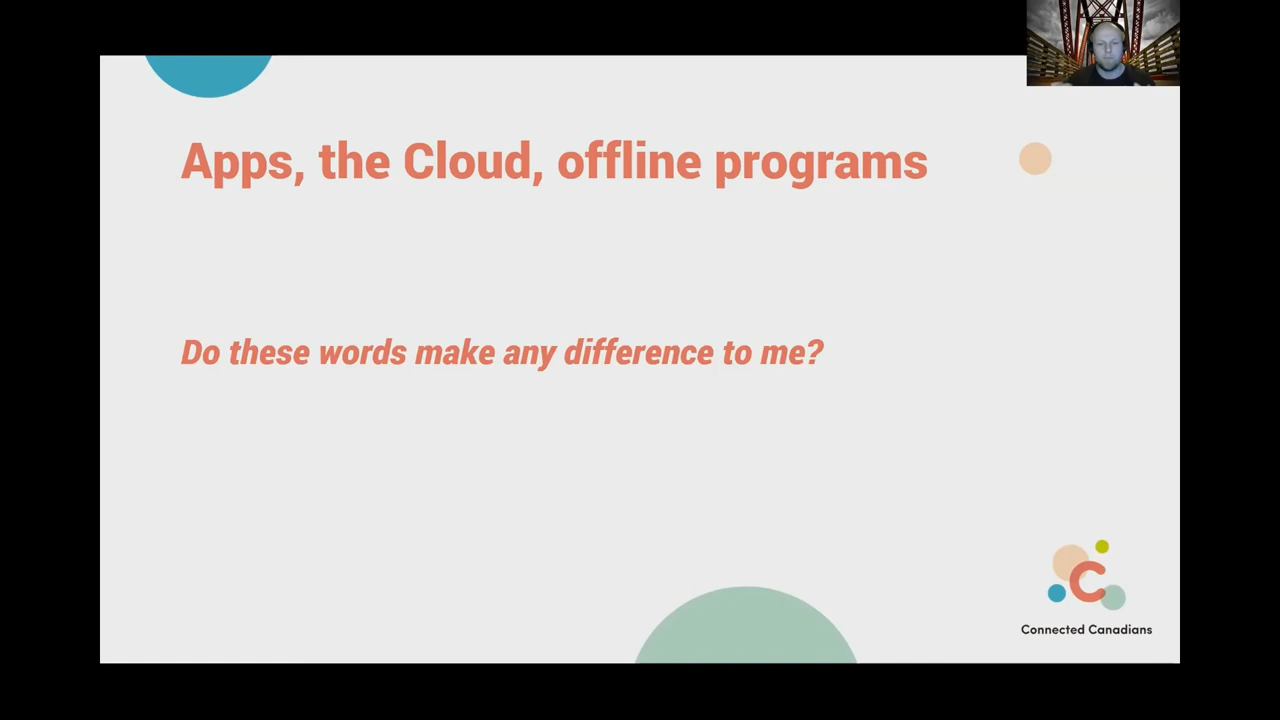 Apps, the Cloud, offline programs
Do these words make any difference to me?
C
Connected Canadians